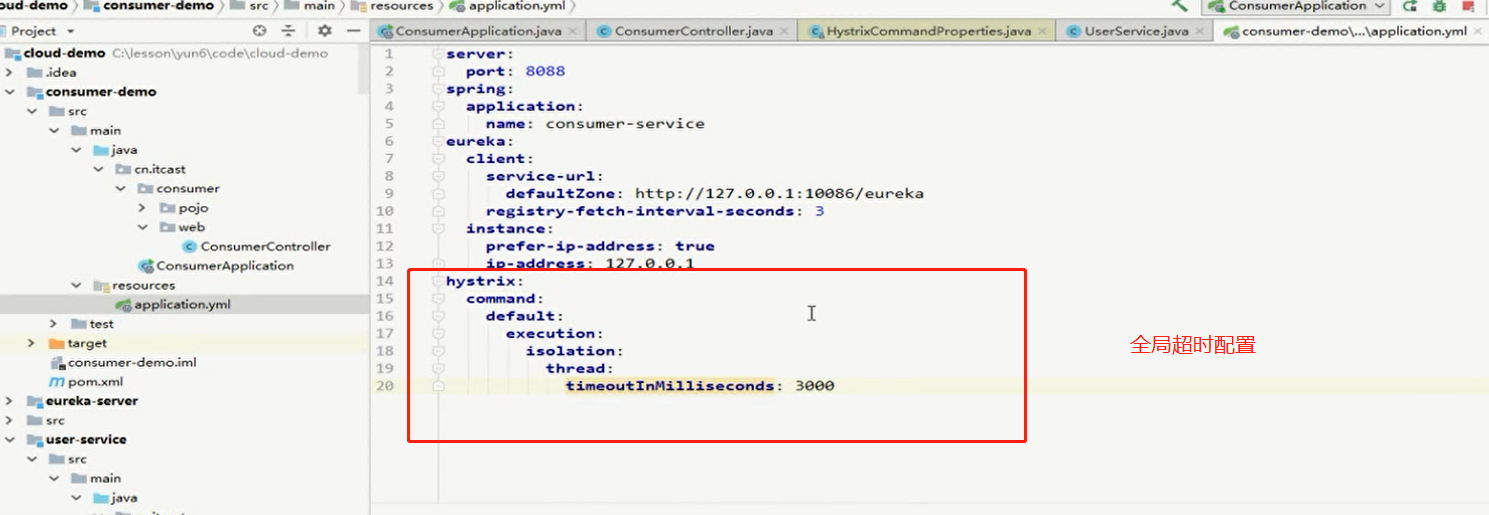 oud-demo consumer-demo src main resources application.yml ConsumerApplication
Project
ConsumerApplication.java ConsumerController.java HystrixCommandProperties.java UserService.java consumer-demo\...\application.yml
cloud-demo C:\lesson\yun6\code\cloud-demo
.idea
consumer-demo
src
main
java
cn.itcast
consumer
pojo
web
ConsumerController
ConsumerApplication
resources
application.yml
test
target
consumer-demo.iml
pom.xml
eureka-server
src
user-service
src
main
java
1 server:
2 port: 8088
3 spring:
4 application:
5 name: consumer-service
6 eureka:
7 client:
8 service-url:
9 defaultZone: http://127.0.0.1:10086/eureka
10 registry-fetch-interval-seconds: 3
11 instance:
12 prefer-ip-address: true
13 ip-address: 127.0.0.1
14 hystrix:
15 command:
16 default:
17 execution:
18 isolation:
19 thread:
20 timeoutInMilliseconds: 3000
全局超时配置